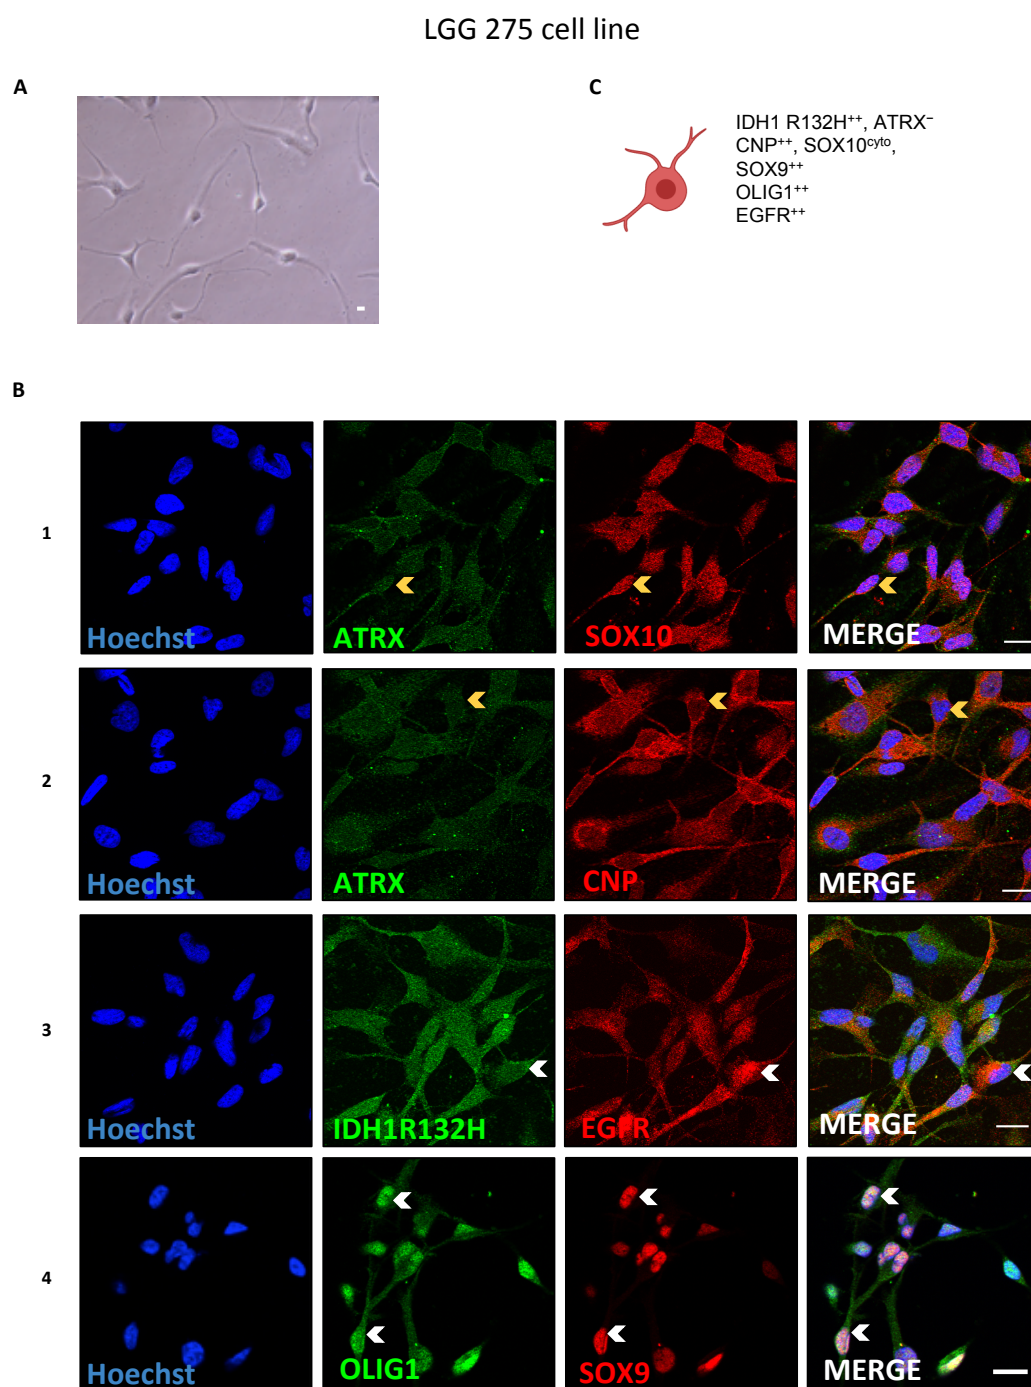 LGG 275 cell line
A
C
IDH1 R132H⁺⁺, ATRX⁻
CNP⁺⁺, SOX10ᶜʸᵗᵒ,
SOX9⁺⁺
OLIG1⁺⁺
EGFR⁺⁺
B
1
Hoechst
ATRX
SOX10
MERGE
2
Hoechst
ATRX
CNP
MERGE
3
Hoechst
IDH1R132H
EGFR
MERGE
4
Hoechst
OLIG1
SOX9
MERGE